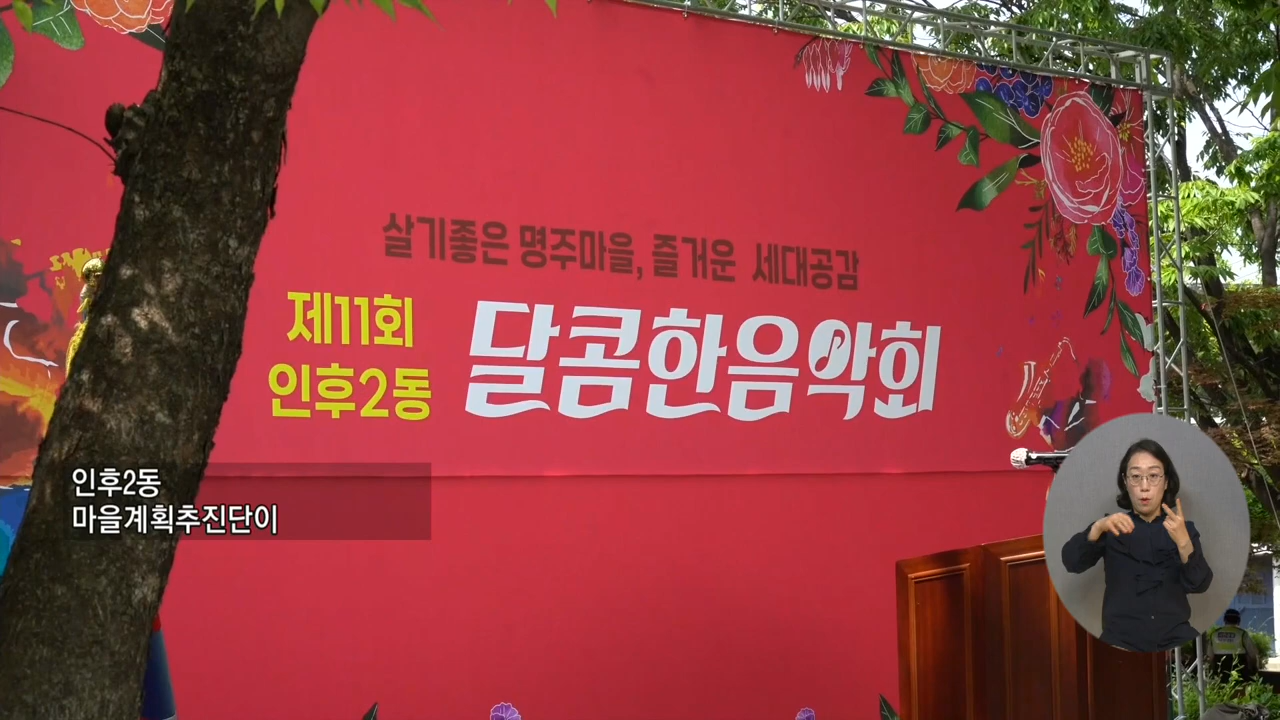 살기좋은 명주마을, 즐거운 세대공감
제11회
인후2동
달콤한음악회
인후2동
마을계획추진단이